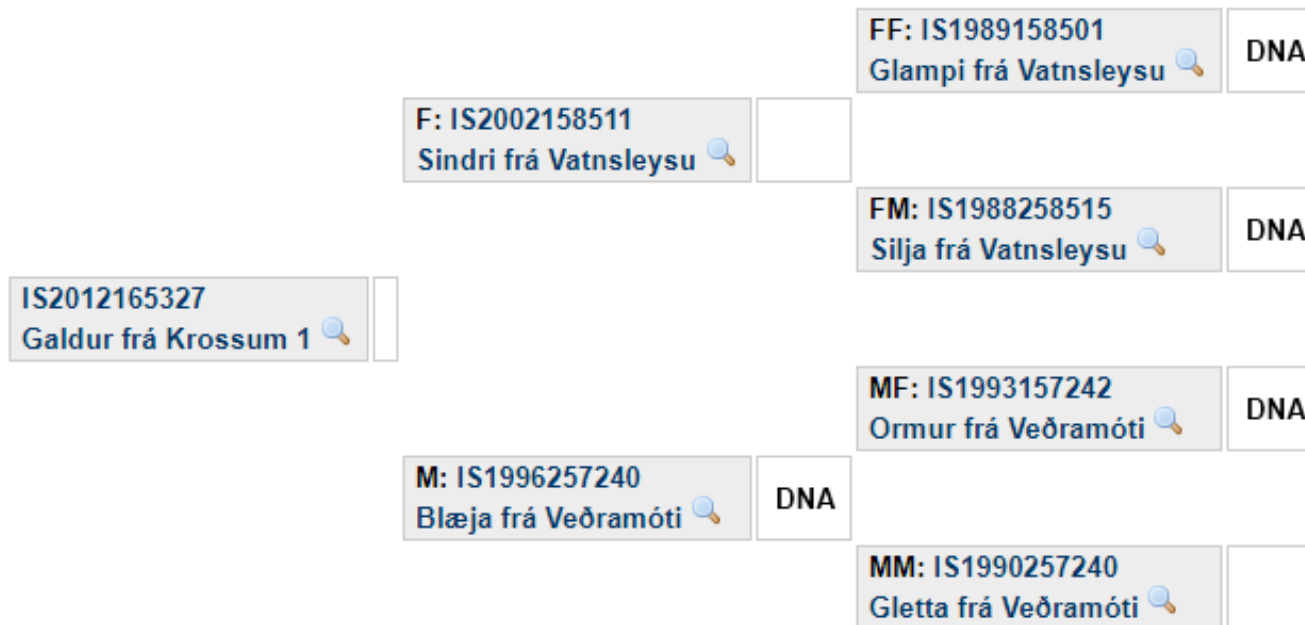 FF: IS1989158501
Glampi frá Vatnsleysu
DNA
F: IS2002158511
Sindri frá Vatnsleysu
FM: IS1988258515
Silja frá Vatnsleysu
DNA
IS2012165327
Galdur frá Krossum 1
MF: IS1993157242
Ormur frá Veðramóti
DNA
M: IS1996257240
Blæja frá Veðramóti
DNA
MM: IS1990257240
Gletta frá Veðramóti